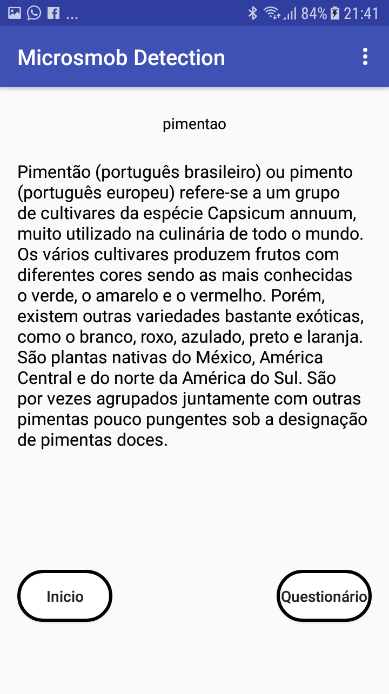 ... 84% 21:41
Microsmob Detection
pimentao
Pimentão (português brasileiro) ou pimento
(português europeu) refere-se a um grupo
de cultivares da espécie Capsicum annuum,
muito utilizado na culinária de todo o mundo.
Os vários cultivares produzem frutos com
diferentes cores sendo as mais conhecidas
o verde, o amarelo e o vermelho. Porém,
existem outras variedades bastante exóticas,
como o branco, roxo, azulado, preto e laranja.
São plantas nativas do México, América
Central e do norte da América do Sul. São
por vezes agrupados juntamente com outras
pimentas pouco pungentes sob a designação
de pimentas doces.
Inicio
Questionário